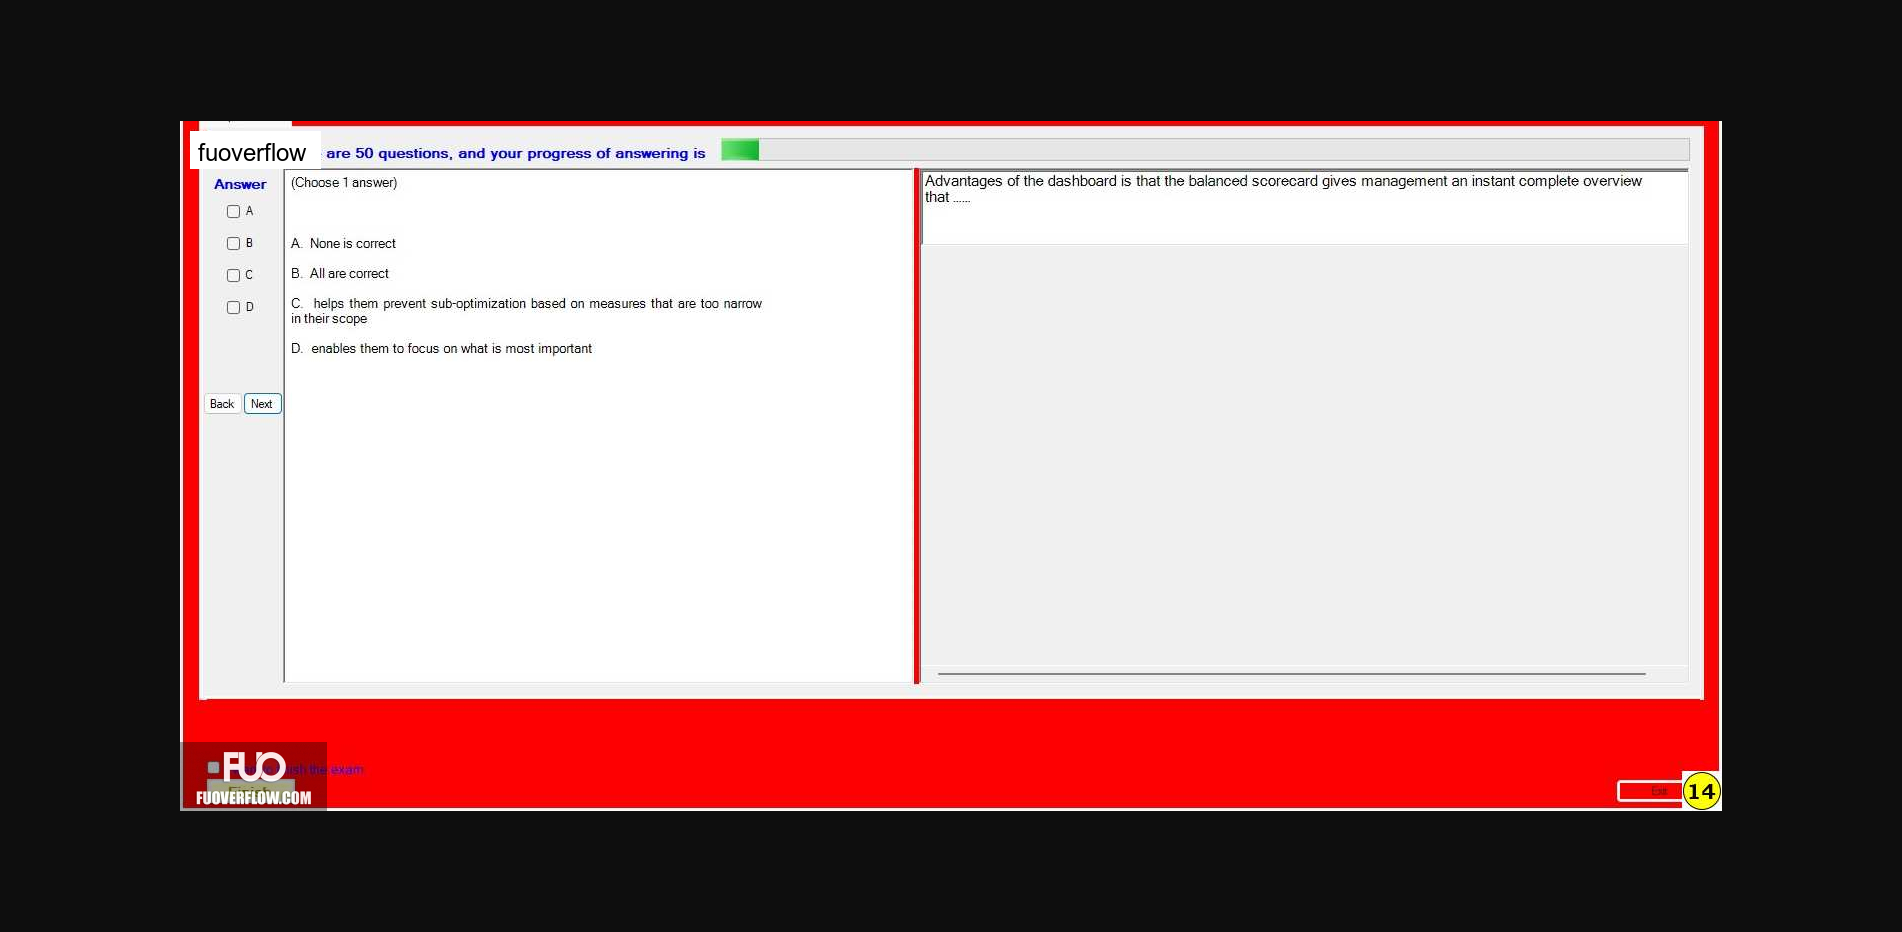 fuoverflow
are 50 questions, and your progress of answering is
Answer
A
B
C
D
Back
Next
(Choose 1 answer)
A. None is correct
B. All are correct
C. helps them prevent sub-optimization based on measures that are too narrow
in their scope
D. enables them to focus on what is most important
Advantages of the dashboard is that the balanced scorecard gives management an instant complete overview
that ......
the exam
FUO
Finish
FUOVERFLOW.COM
Exit
14